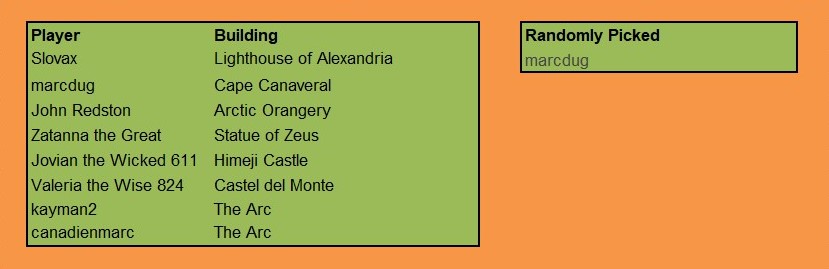 Player Building
Slovax Lighthouse of Alexandria
marcdug Cape Canaveral
John Redston Arctic Orangery
Zatanna the Great Statue of Zeus
Jovian the Wicked 611 Himeji Castle
Valeria the Wise 824 Castel del Monte
kayman2 The Arc
canadienmarc The Arc
Randomly Picked
marcdug